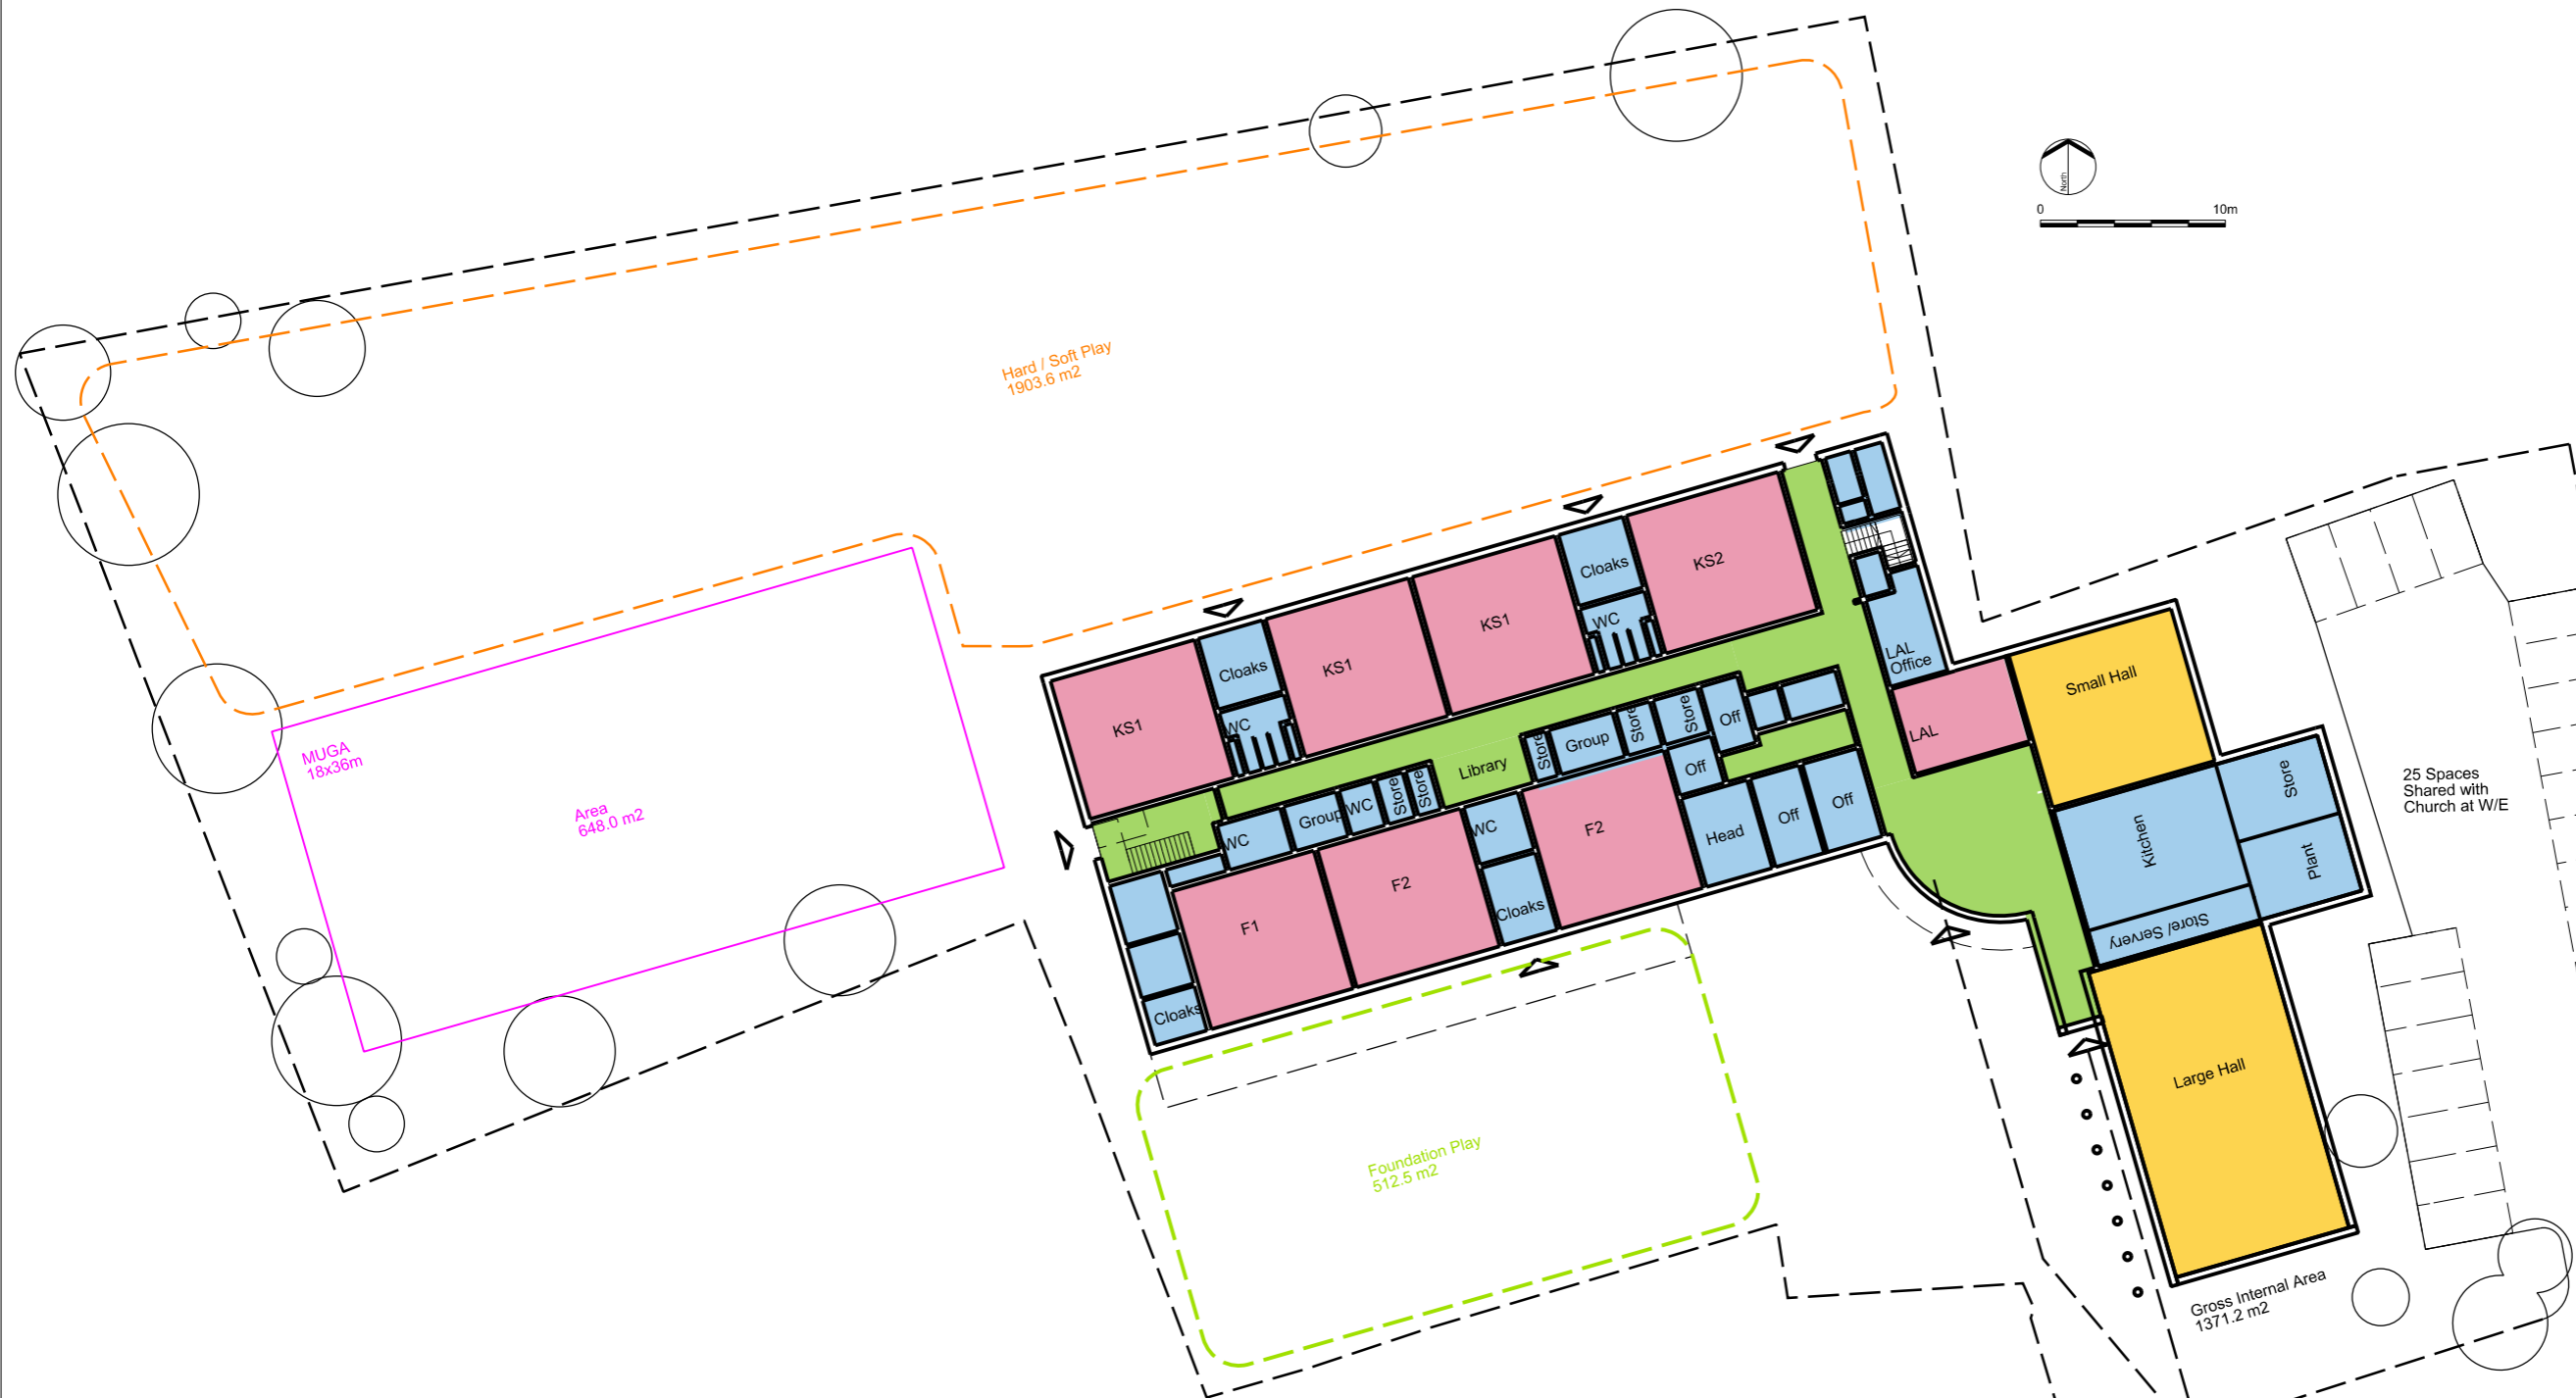 North
0 10m
Hard / Soft Play
1903.6 m2
KS2
Cloaks
WC
KS1
KS1
Cloaks
WC
KS1
LAL
Office
LAL
Small Hall
Store
Kitchen
Plant
Store/ Servery
Large Hall
25 Spaces
Shared with
Church at W/E
MUGA
18x36m
Area
648.0 m2
Library
Store
Group
Store
Store
Off
Off
WC
Group
WC
Store
Store
WC
F2
Head
Off
Off
F2
F1
Cloaks
Cloaks
Foundation Play
512.5 m2
Gross Internal Area
1371.2 m2